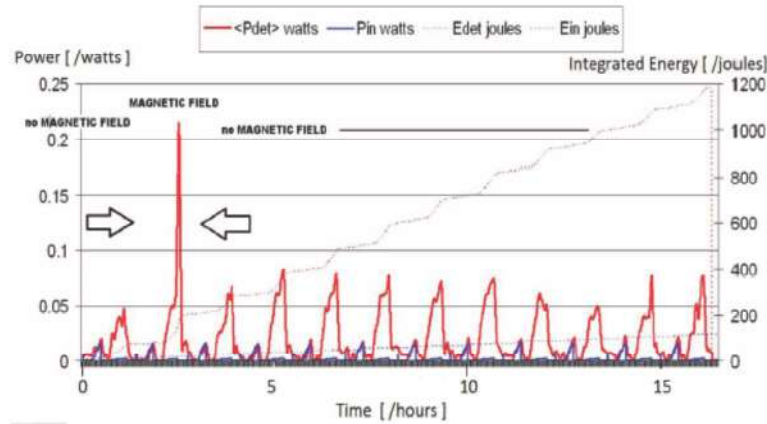 <Pdet> watts Pin watts Edet joules Ein joules
Power [ /watts ] Integrated Energy [ /joules]
0.25 1200
MAGNETIC FIELD
no MAGNETIC FIELD no MAGNETIC FIELD
0.2 1000
0.15 800
600
0.1
400
0.05 200
0 0
0 5 10 15
Time [ /hours]